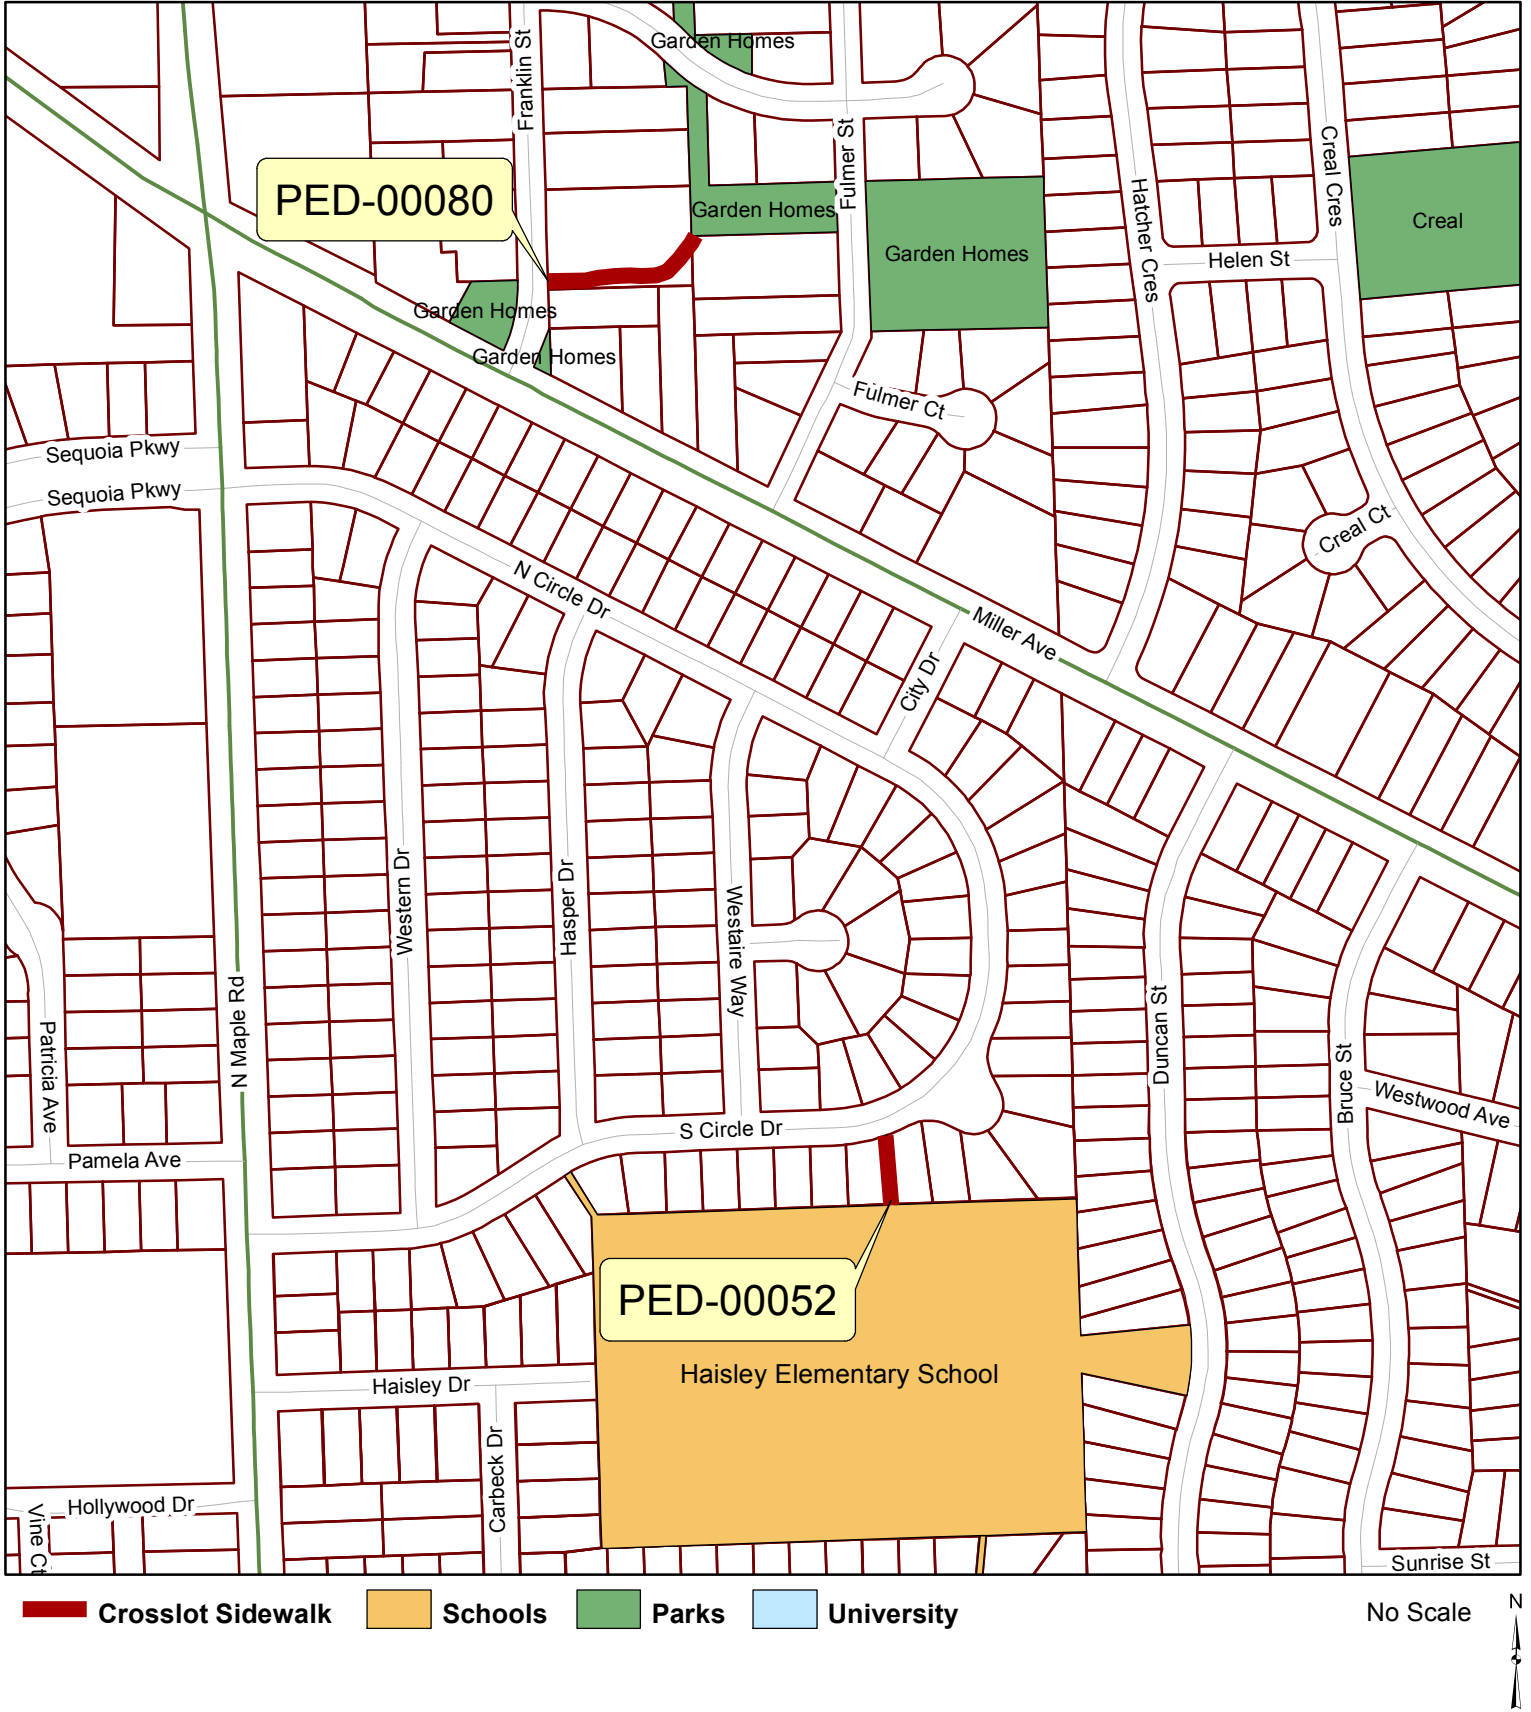 Garden Homes
Franklin St
Fulmer St
Creal Cres
PED-00080
Hatcher Cres
Garden Homes
Creal
Garden Homes
Helen St
Garden Homes
Garden Homes
Fulmer Ct
Sequoia Pkwy
Sequoia Pkwy
Creal Ct
N Circle Dr
Miller Ave
City Dr
Western Dr
Hasper Dr
Westaire Way
N Maple Rd
Duncan St
Patricia Ave
Bruce St
Westwood Ave
S Circle Dr
Pamela Ave
PED-00052
Haisley Elementary School
Haisley Dr
Carbeck Dr
Hollywood Dr
Vine Ct
Sunrise St
Crosslot Sidewalk
Schools
Parks
University
No Scale
N